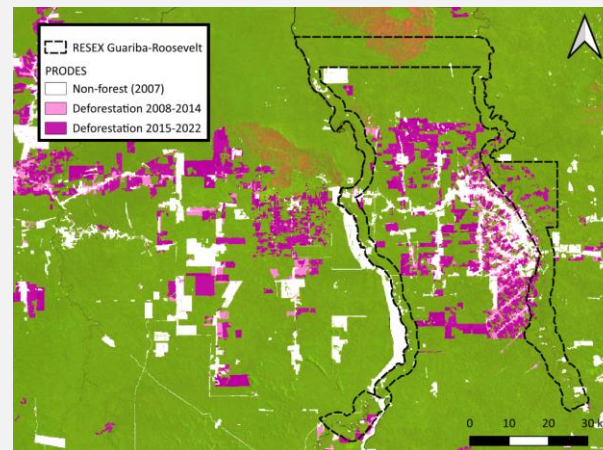 RESEX Guariba-Roosevelt
PRODES
Non-forest (2007)
Deforestation 2008-2014
Deforestation 2015-2022
0 10 20 30 k